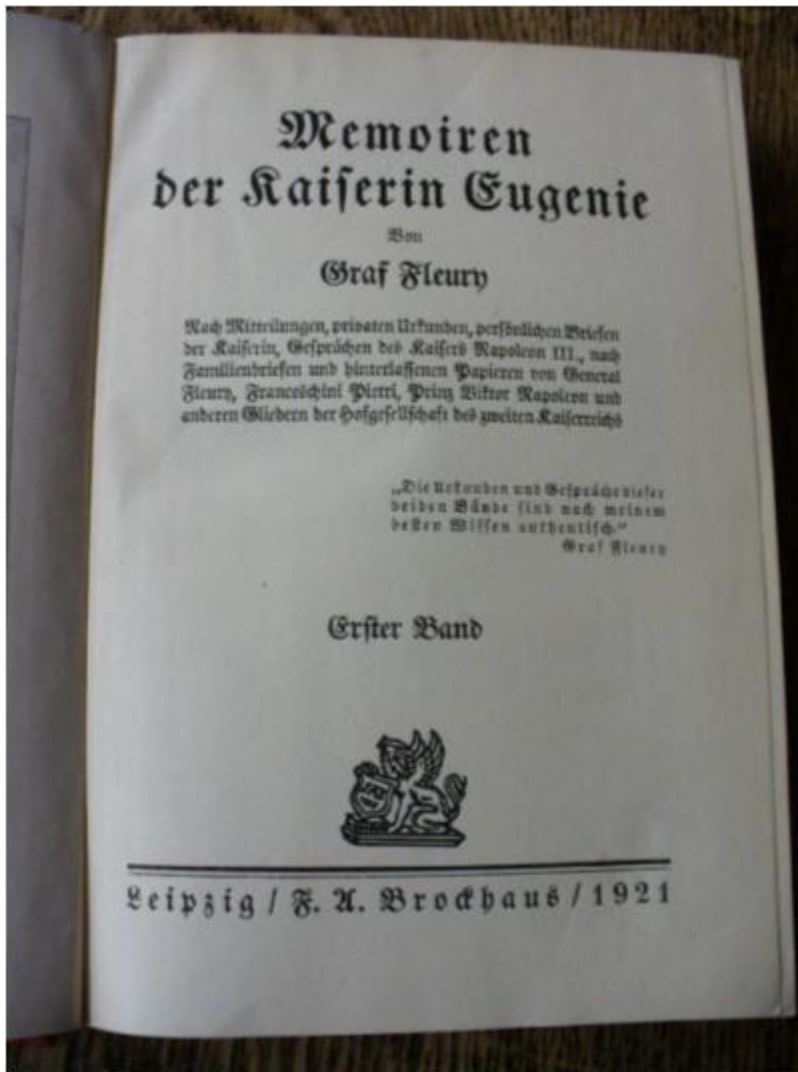 Memoiren
der Kaiserin Eugenie
Von
Graf Fleury
Nach Mitteilungen, privaten Urkunden, persönlichen Briefen
der Kaiserin, Gesprächen des Kaisers Napoleon III., nach
Familienbriefen und hinterlassenen Papieren von General
Fleury, Franceschini Pietri, Prinz Viktor Napoleon und
anderen Gliedern der Hofgesellschaft des zweiten Kaiserreichs
„Die Urkunden und Gespräche dieser
beiden Bände sind nach meinem
besten Wissen authentisch.“
Graf Fleury
Erster Band
Leipzig / F. A. Brockhaus / 1921